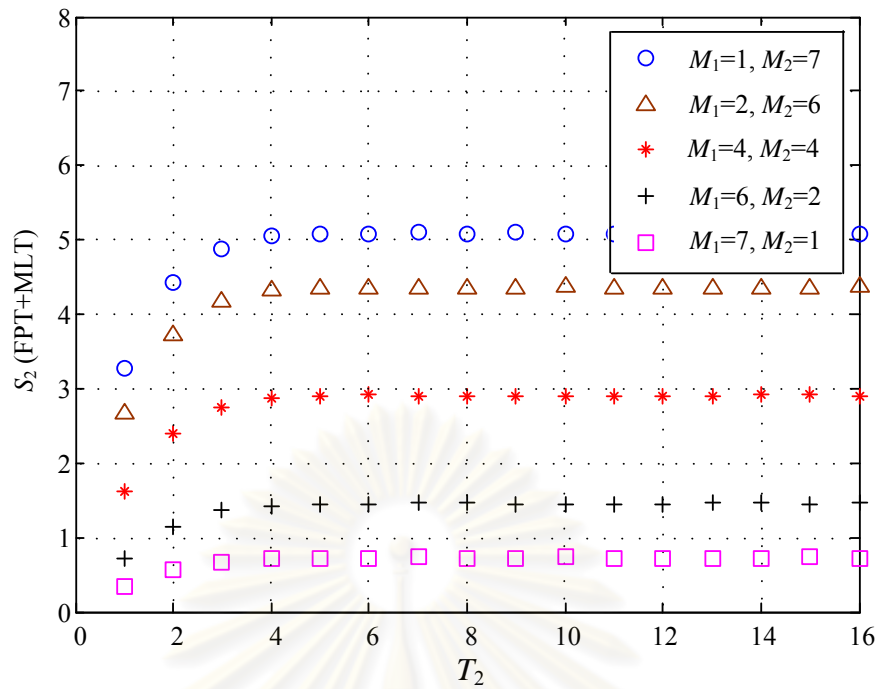 8
7
6
5
4
3
2
1
0
S₂ (FPT+MLT)
M₁=1, M₂=7
M₁=2, M₂=6
M₁=4, M₂=4
M₁=6, M₂=2
M₁=7, M₂=1
0 2 4 6 8 10 12 14 16
T₂